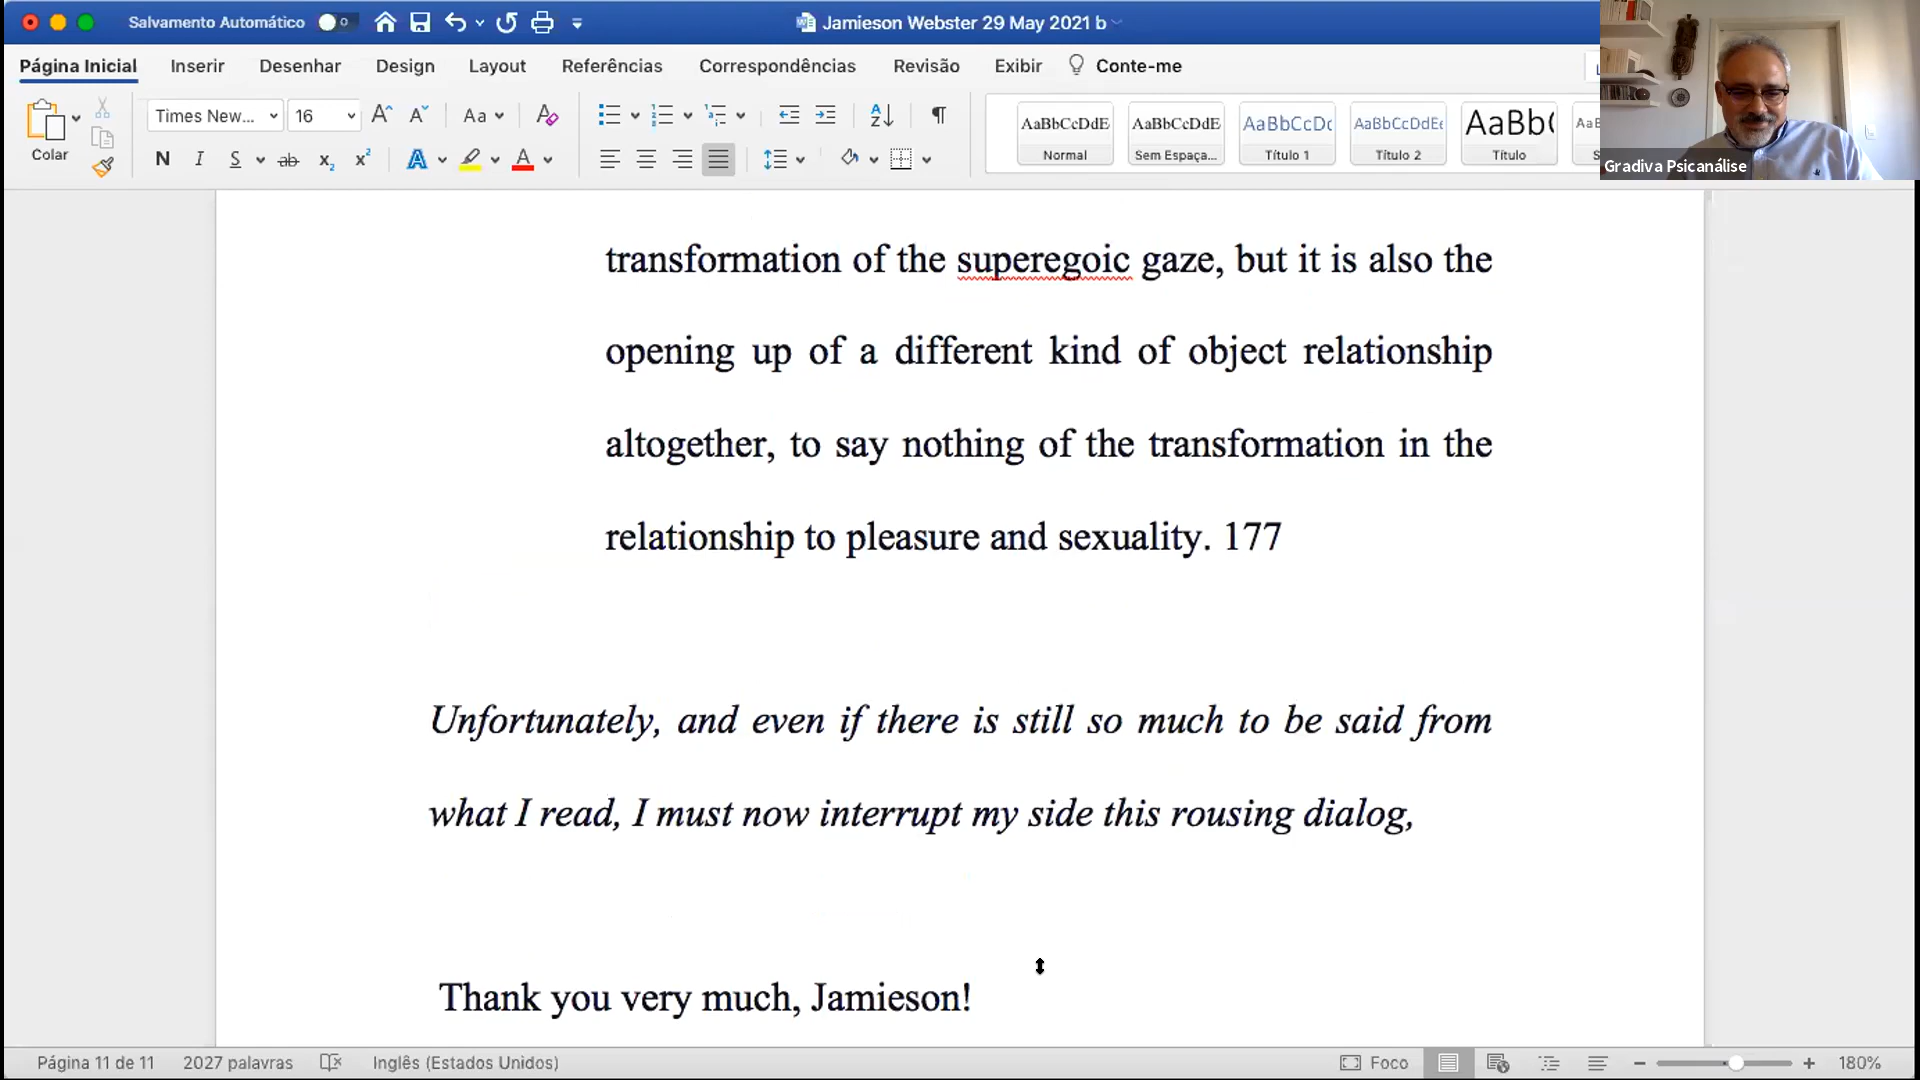 Salvamento Automático
Jamieson Webster 29 May 2021 b
Página Inicial Inserir Desenhar Design Layout Referências Correspondências Revisão Exibir Conte-me
Times New... 16 Aa
Colar
N I S ab x₂ x² A A
AaBbCcDdE AaBbCcDdE AaBbCcDc AaBbCcDdEe AaBb(
Normal Sem Espaça... Título 1 Título 2 Título
Gradiva Psicanálise
transformation of the superegoic gaze, but it is also the
opening up of a different kind of object relationship
altogether, to say nothing of the transformation in the
relationship to pleasure and sexuality. 177
Unfortunately, and even if there is still so much to be said from
what I read, I must now interrupt my side this rousing dialog,
Thank you very much, Jamieson!
Página 11 de 11 2027 palavras Inglês (Estados Unidos) Foco 180%